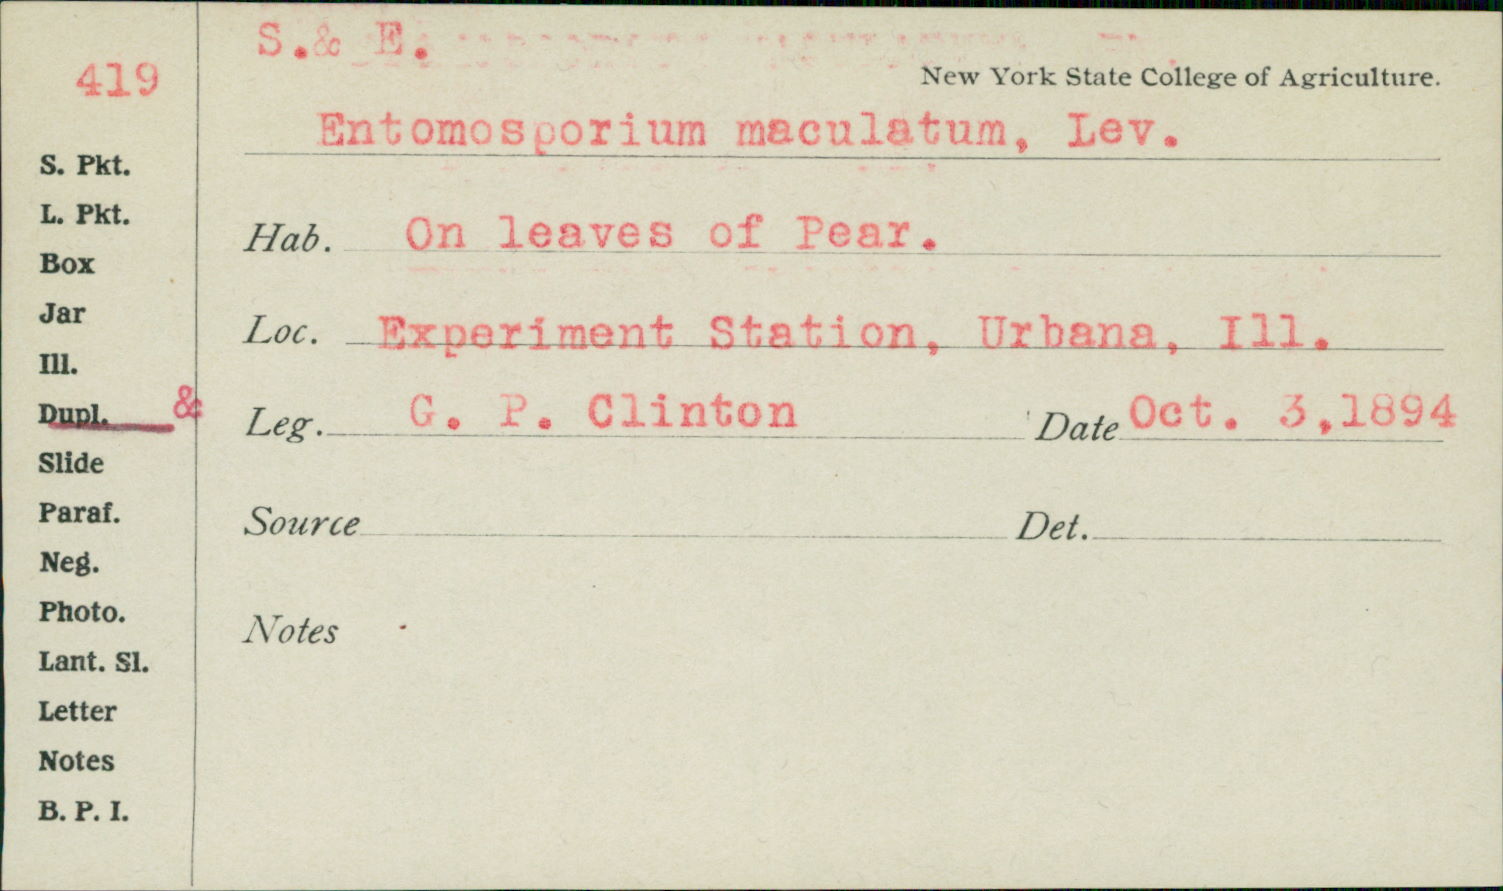 S.& E.
419
New York State College of Agriculture.
Entomosporium maculatum, Lev.
S. Pkt.
L. Pkt.
Box
Jar
Ill.
Dupl. &
Slide
Paraf.
Neg.
Photo.
Lant. Sl.
Letter
Notes
B. P. I.
Hab. On leaves of Pear.
Loc. Experiment Station, Urbana, Ill.
Leg. G. P. Clinton Date Oct. 3,1894
Source Det.
Notes